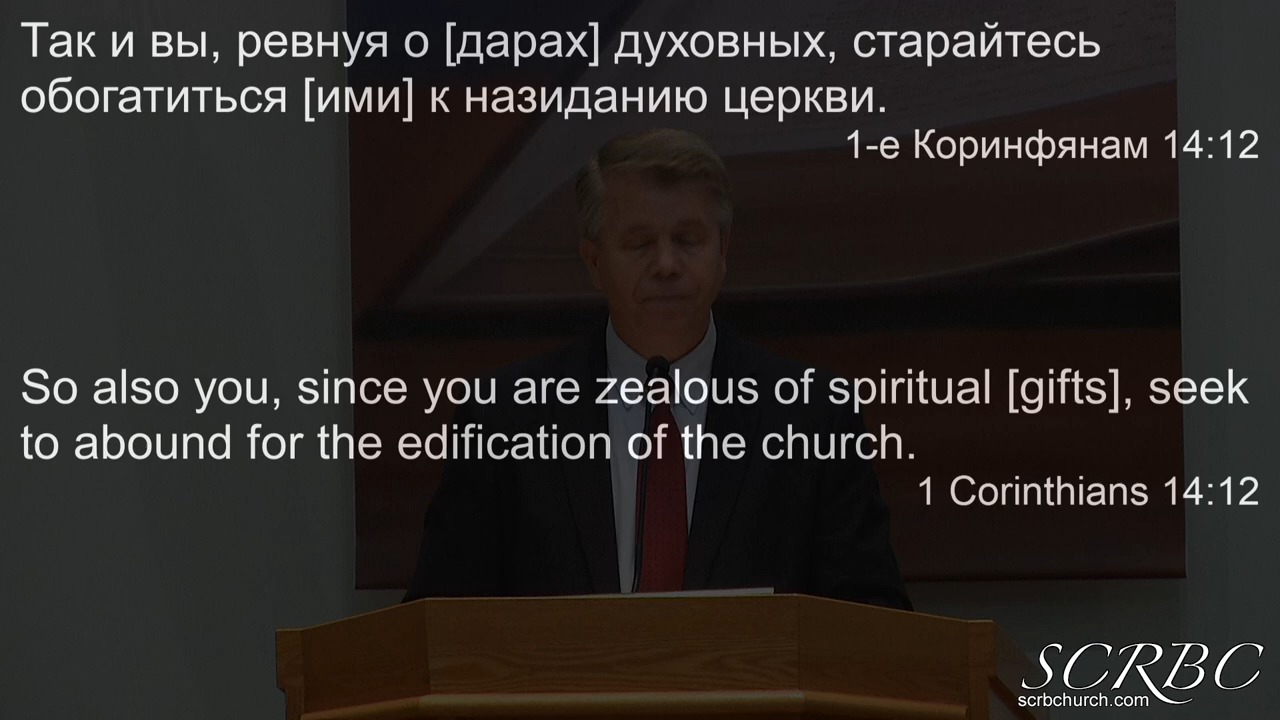 Так и вы, ревнуя о [дарах] духовных, старайтесь
обогатиться [ими] к назиданию церкви.
1-е Коринфянам 14:12
So also you, since you are zealous of spiritual [gifts], seek
to abound for the edification of the church.
1 Corinthians 14:12
SCRBC
scrbchurch.com